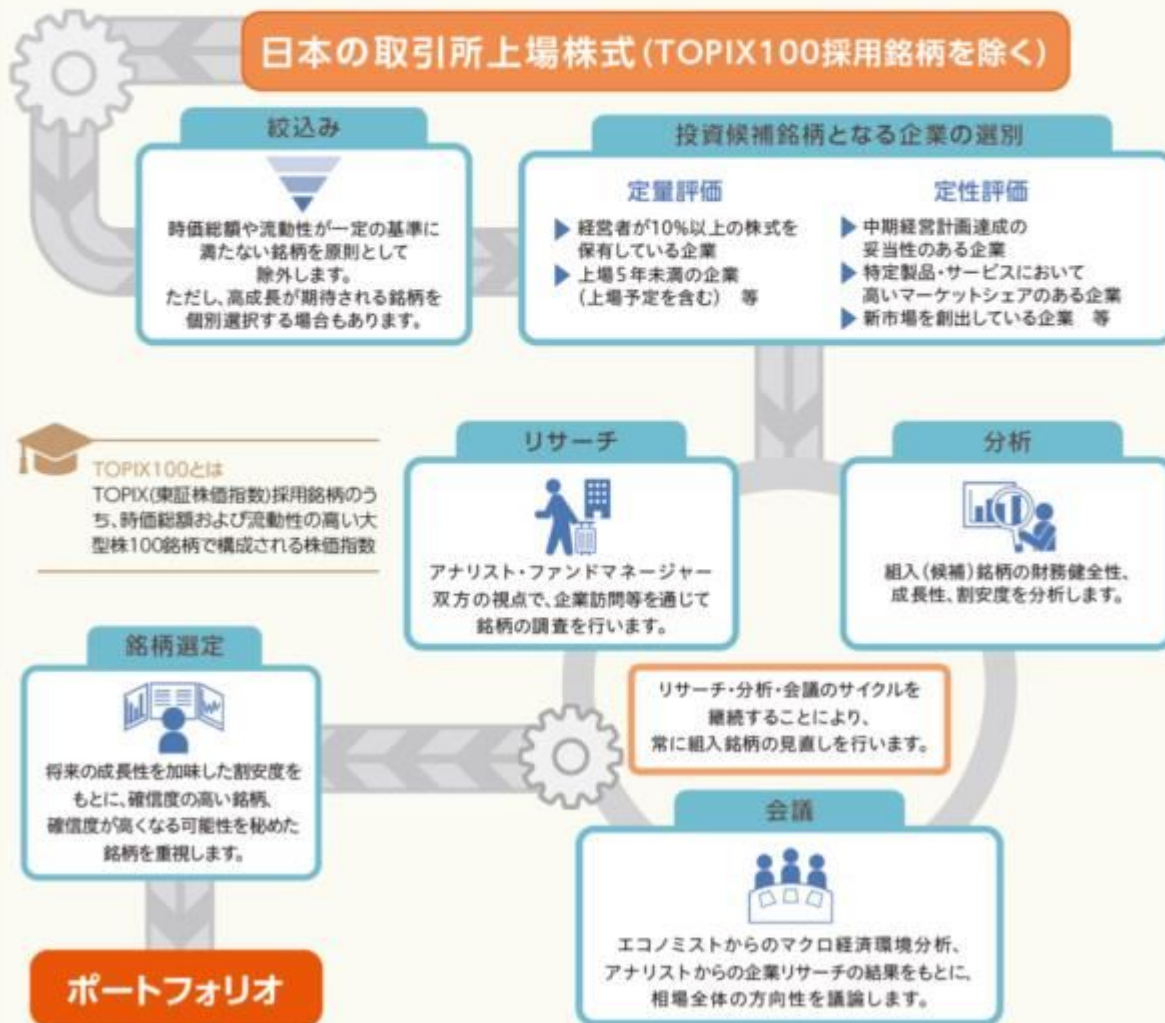 日本の取引所上場株式(TOPIX100採用銘柄を除く)
絞込み
時価総額や流動性が一定の基準に
満たない銘柄を原則として
除外します。
ただし、高成長が期待される銘柄を
個別選択する場合もあります。
投資候補銘柄となる企業の選別
定量評価
▶ 経営者が10%以上の株式を
保有している企業
▶ 上場5年未満の企業
(上場予定を含む) 等
定性評価
▶ 中期経営計画達成の
妥当性のある企業
▶ 特定製品・サービスにおいて
高いマーケットシェアのある企業
▶ 新市場を創出している企業 等
TOPIX100とは
TOPIX(東証株価指数)採用銘柄のう
ち、時価総額および流動性の高い大
型株100銘柄で構成される株価指数
リサーチ
アナリスト・ファンドマネージャー
双方の視点で、企業訪問等を通じて
銘柄の調査を行います。
分析
組入(候補)銘柄の財務健全性、
成長性、割安度を分析します。
リサーチ・分析・会議のサイクルを
継続することにより、
常に組入銘柄の見直しを行います。
会議
エコノミストからのマクロ経済環境分析、
アナリストからの企業リサーチの結果をもとに、
相場全体の方向性を議論します。
銘柄選定
将来の成長性を加味した割安度を
もとに、確信度の高い銘柄、
確信度が高くなる可能性を秘めた
銘柄を重視します。
ポートフォリオ